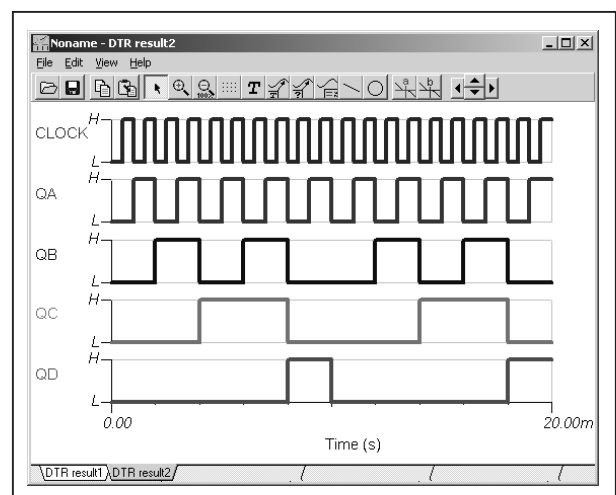 Noname - DTR result2
File Edit View Help
100%
T
a
b
H
CLOCK
L
H
QA
L
H
QB
L
H
QC
L
H
QD
L
0.00
20.00m
Time (s)
DTR result1 DTR result2